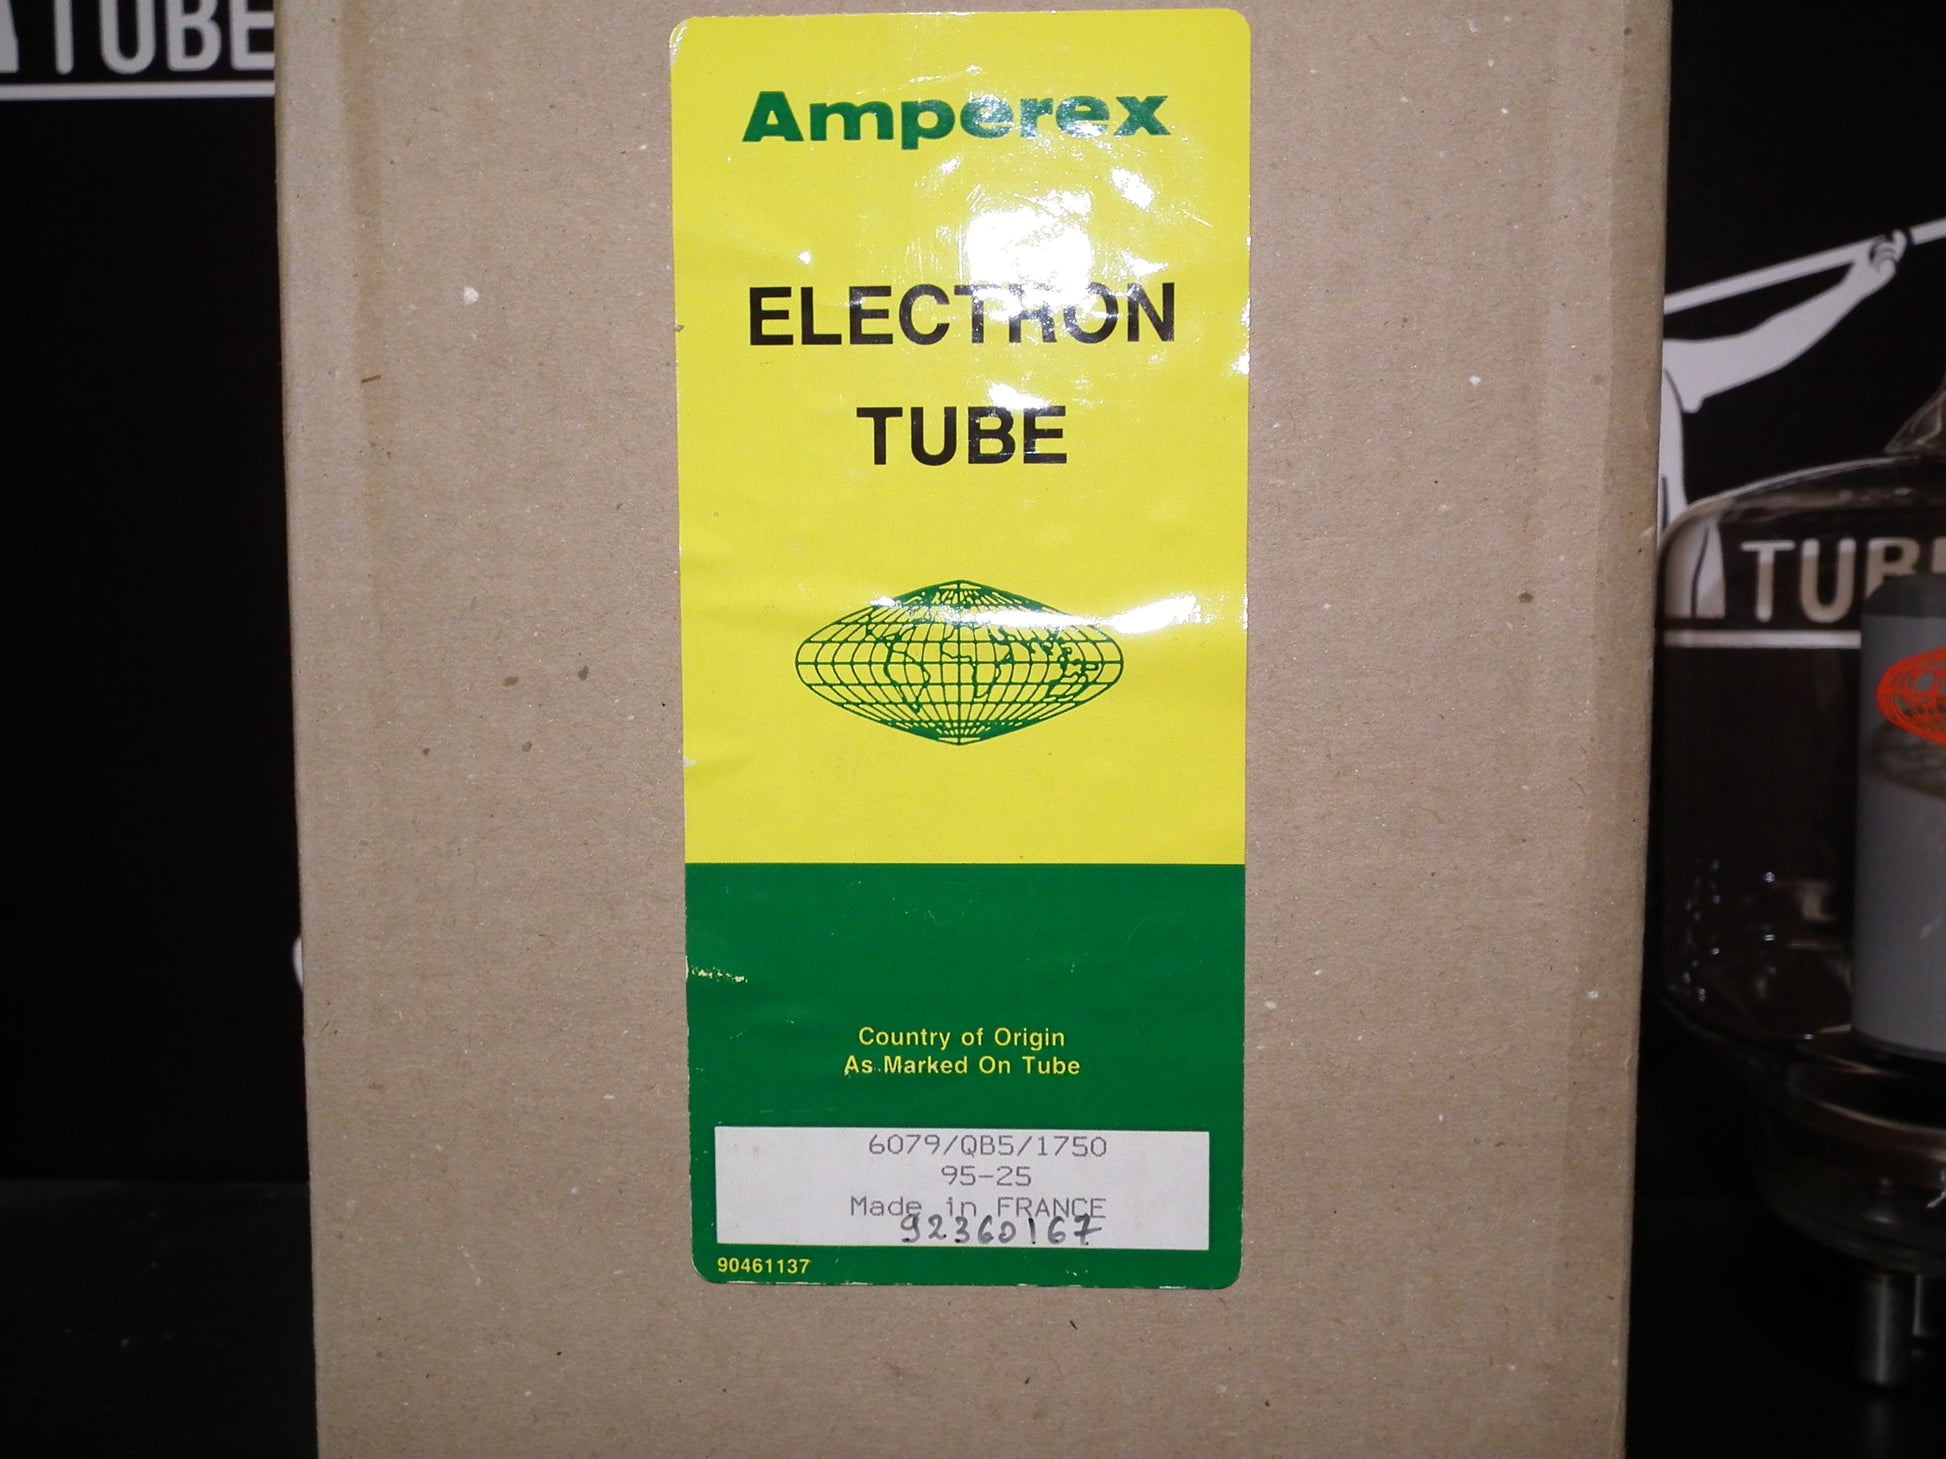 TUBE
Amperex
ELECTRON
TUBE
TUBE
Country of Origin
As Marked On Tube
6079/QB5/1750
95-25
Made in FRANCE
92360167
90461137